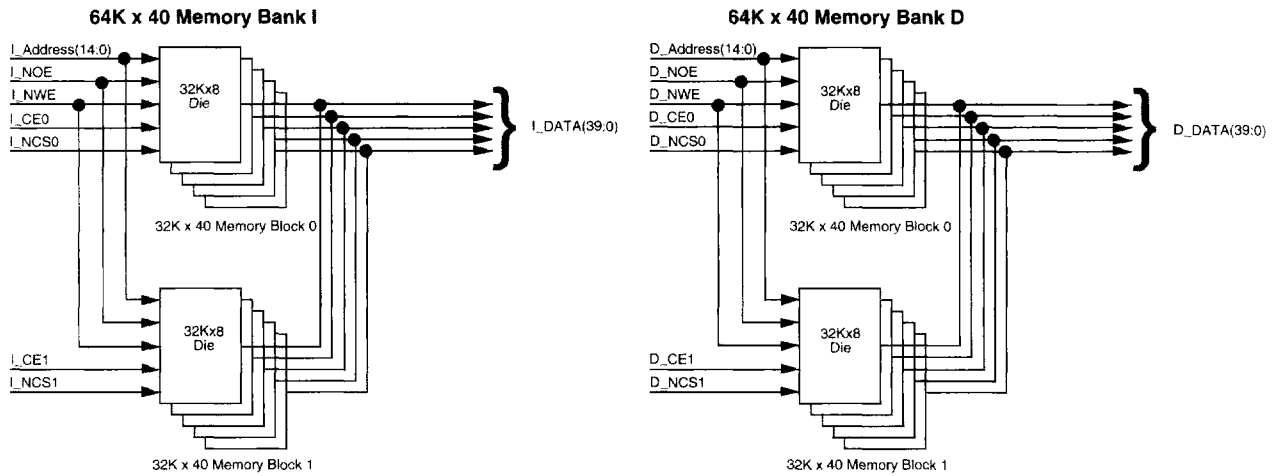 64K x 40 Memory Bank I
I_Address(14:0)
I_NOE
I_NWE
I_CE0
I_NCS0
32Kx8
Die
I_DATA(39:0)
32K x 40 Memory Block 0
32Kx8
Die
I_CE1
I_NCS1
32K x 40 Memory Block 1
64K x 40 Memory Bank D
D_Address(14:0)
D_NOE
D_NWE
D_CE0
D_NCS0
32Kx8
Die
D_DATA(39:0)
32K x 40 Memory Block 0
32Kx8
Die
D_CE1
D_NCS1
32K x 40 Memory Block 1